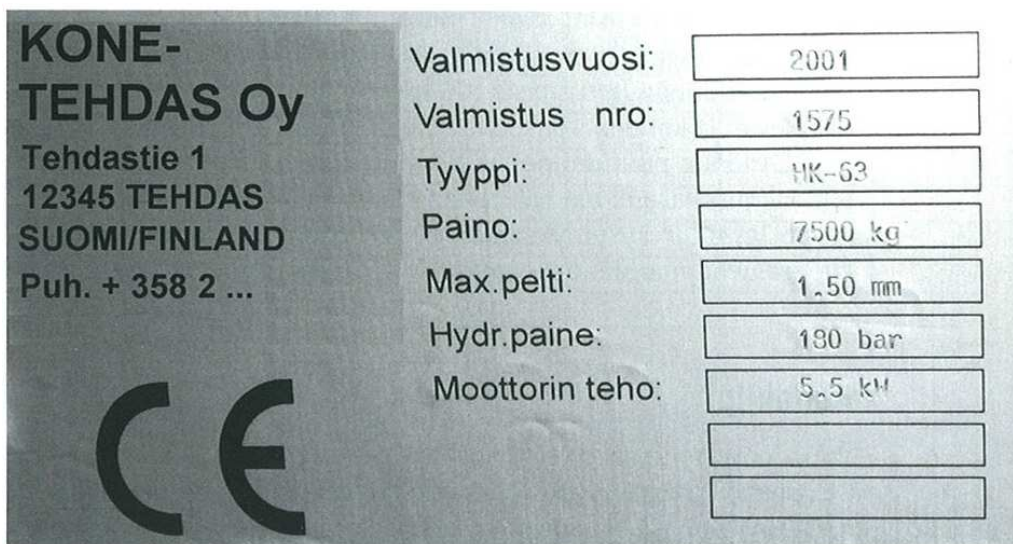 KONE-
TEHDAS Oy
Tehdastie 1
12345 TEHDAS
SUOMI/FINLAND
Puh. + 358 2 ...
CE
Valmistusvuosi: 2001
Valmistus nro: 1575
Tyyppi: HK-63
Paino: 7500 kg
Max.pelti: 1.50 mm
Hydr.paine: 180 bar
Moottorin teho: 5.5 kW